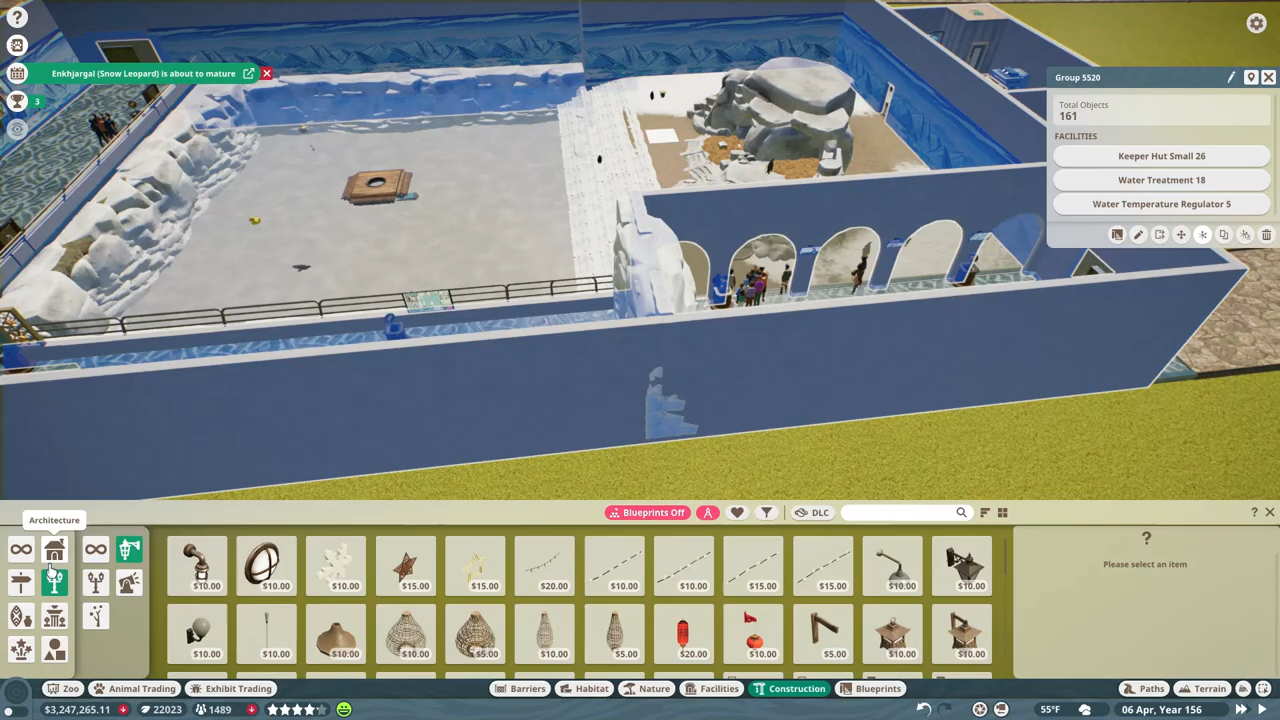 ?
Enkhjargal (Snow Leopard) is about to mature
3
Group 5520
Total Objects
161
FACILITIES
Keeper Hut Small 26
Water Treatment 18
Water Temperature Regulator 5
Architecture
Blueprints Off
DLC
?
$10.00 $10.00 $10.00 $15.00 $15.00 $20.00 $10.00 $10.00 $15.00 $15.00 $10.00 $10.00
$10.00 $10.00 $10.00 $10.00 $5.00 $10.00 $5.00 $20.00 $10.00 $5.00 $10.00 $10.00
?
Please select an item
Zoo
Animal Trading
Exhibit Trading
Barriers
Habitat
Nature
Facilities
Construction
Blueprints
Paths
Terrain
$3,247,265.11
22023
1489
55°F
06 Apr, Year 156